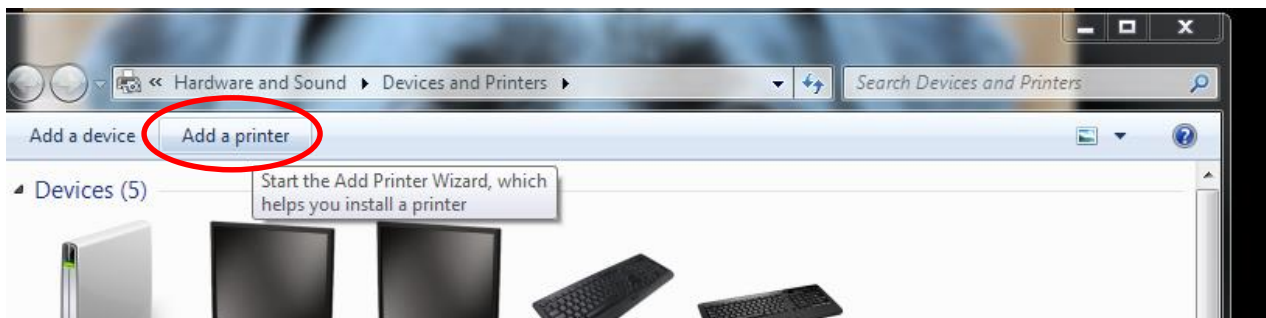 « Hardware and Sound ▸ Devices and Printers ▸ Search Devices and Printers
Add a device Add a printer
Devices (5)
Start the Add Printer Wizard, which
helps you install a printer